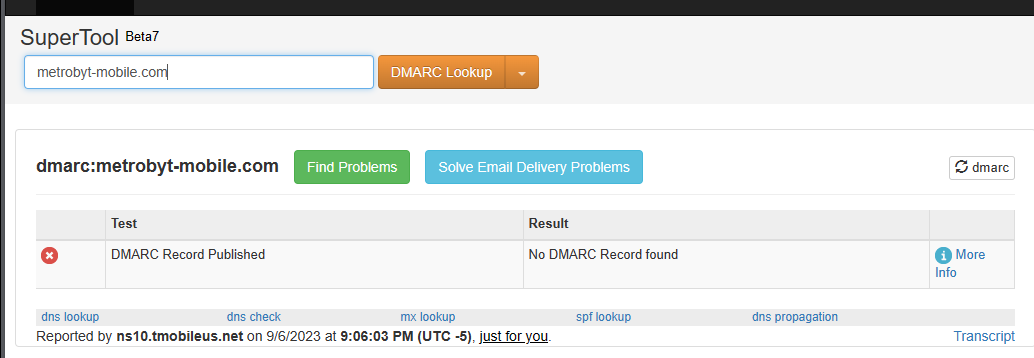 SuperTool Beta7
metrobyt-mobile.com DMARC Lookup
dmarc:metrobyt-mobile.com Find Problems Solve Email Delivery Problems dmarc
Test Result
DMARC Record Published No DMARC Record found More Info
dns lookup dns check mx lookup spf lookup dns propagation
Reported by ns10.tmobileus.net on 9/6/2023 at 9:06:03 PM (UTC -5), just for you. Transcript